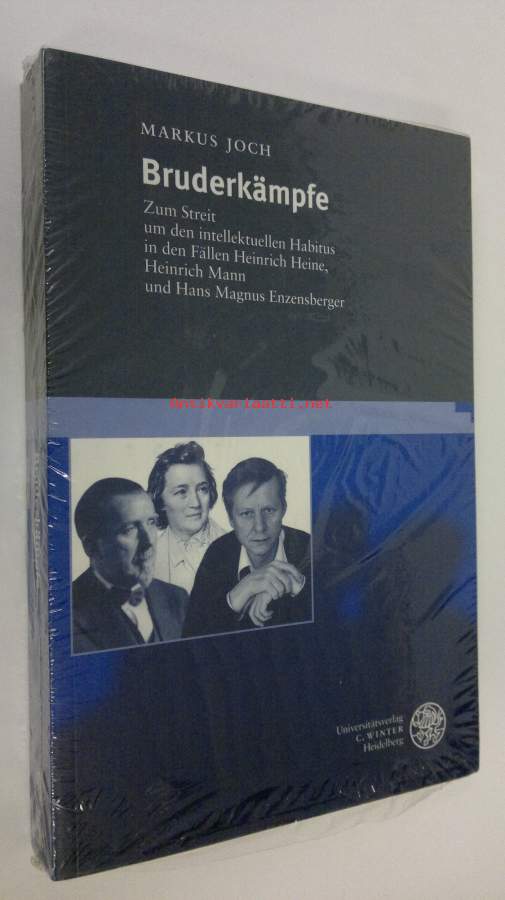 MARKUS JOCH
Bruderkämpfe
Zum Streit
um den intellektuellen Habitus
in den Fällen Heinrich Heine,
Heinrich Mann
und Hans Magnus Enzensberger
Antikvariaatti.net
Universitätsverlag
C. WINTER
Heidelberg